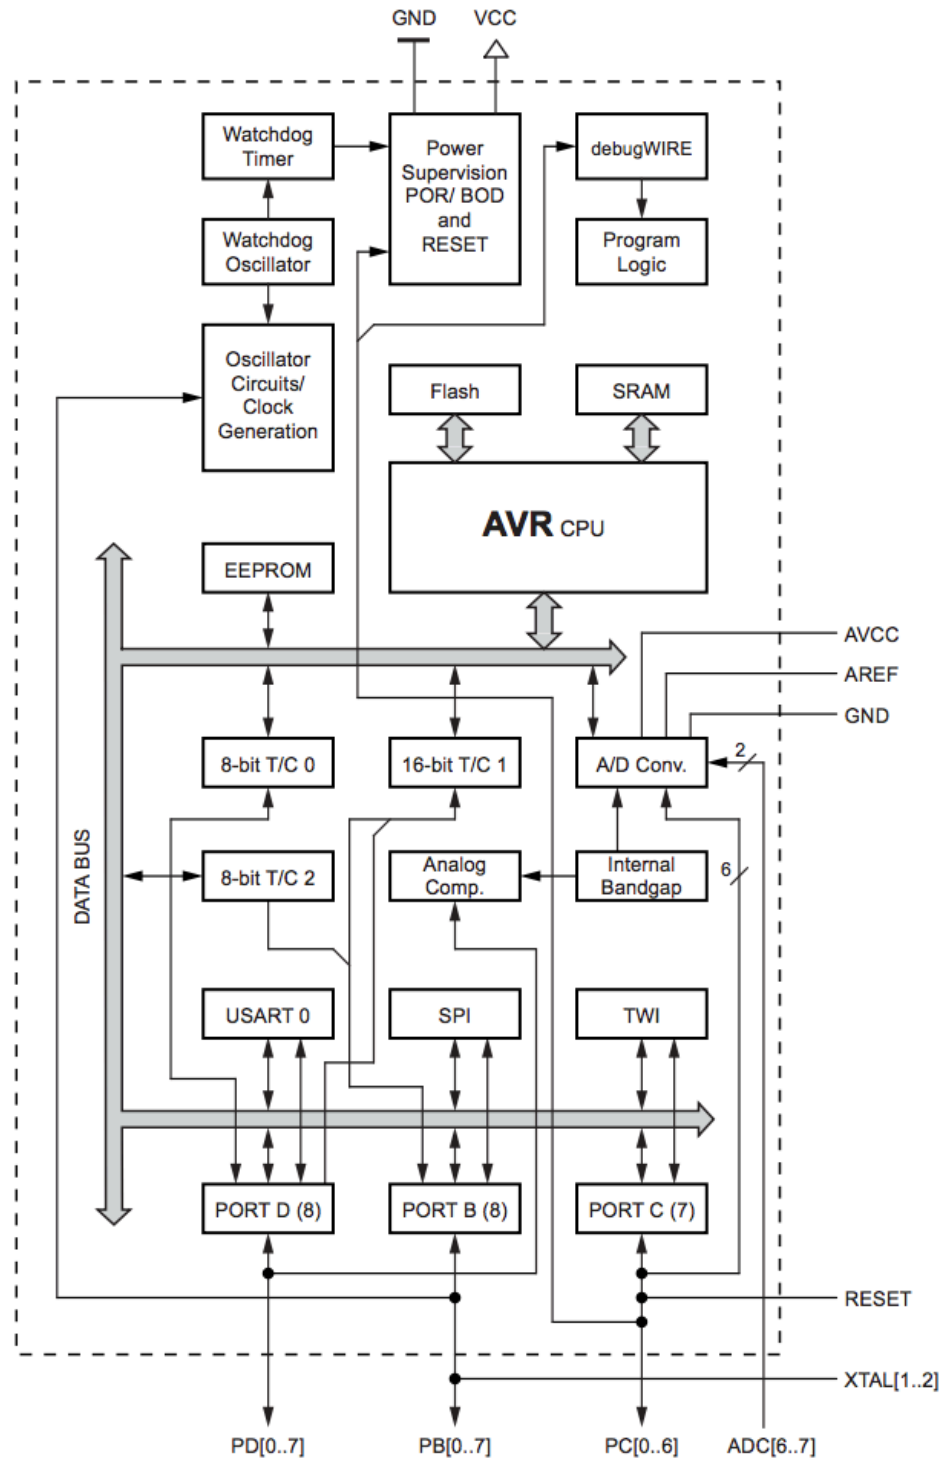 GND
VCC
Watchdog
Timer
Power
Supervision
POR/ BOD
and
RESET
debugWIRE
Watchdog
Oscillator
Program
Logic
Oscillator
Circuits/
Clock
Generation
Flash
SRAM
AVR CPU
EEPROM
AVCC
AREF
GND
8-bit T/C 0
16-bit T/C 1
A/D Conv.
2
DATA BUS
8-bit T/C 2
Analog
Comp.
Internal
Bandgap
6
USART 0
SPI
TWI
PORT D (8)
PORT B (8)
PORT C (7)
RESET
XTAL[1..2]
PD[0..7]
PB[0..7]
PC[0..6]
ADC[6..7]